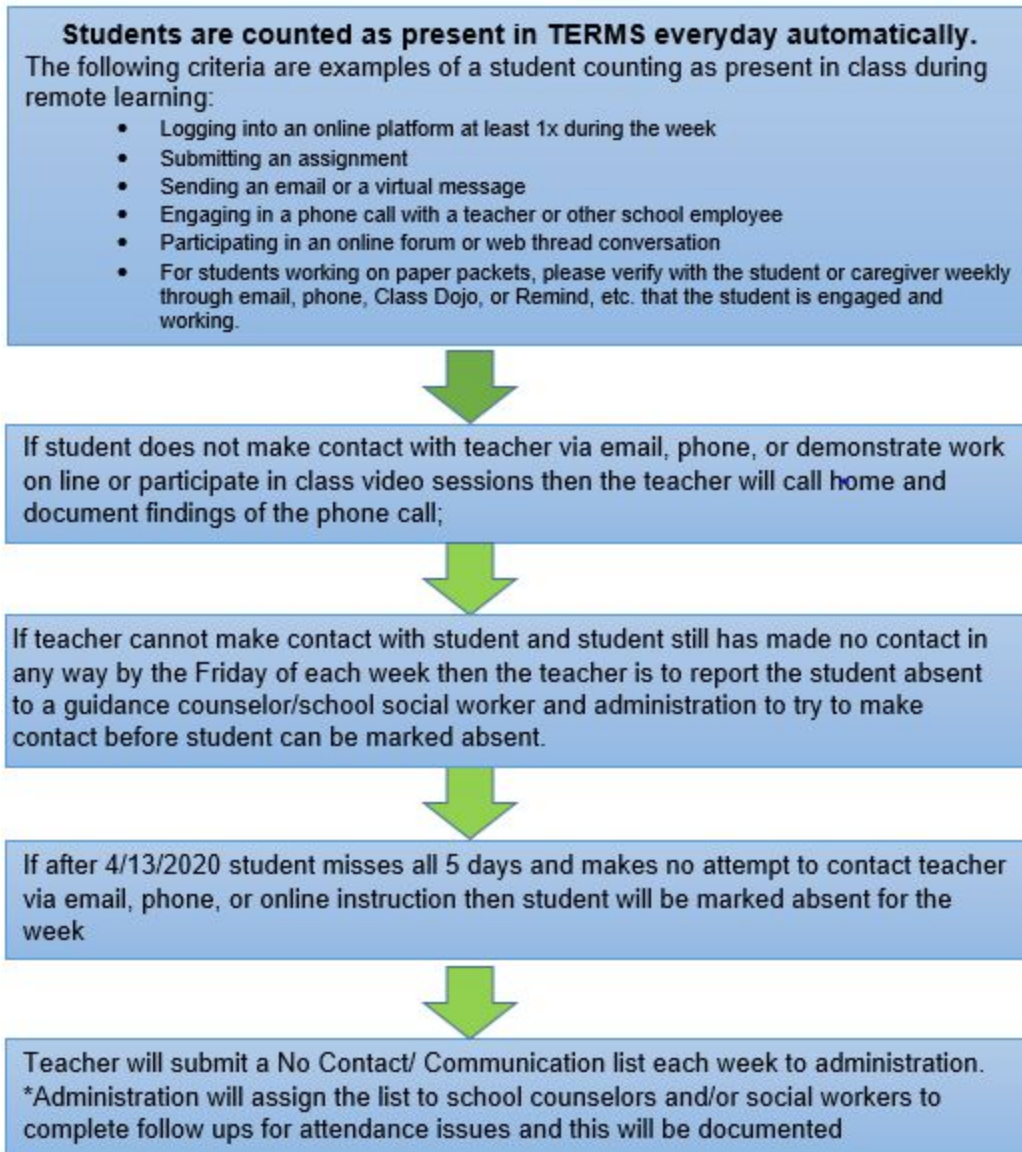 Students are counted as present in TERMS everyday automatically.
The following criteria are examples of a student counting as present in class during
remote learning:
• Logging into an online platform at least 1x during the week
• Submitting an assignment
• Sending an email or a virtual message
• Engaging in a phone call with a teacher or other school employee
• Participating in an online forum or web thread conversation
• For students working on paper packets, please verify with the student or caregiver weekly
through email, phone, Class Dojo, or Remind, etc. that the student is engaged and
working.
If student does not make contact with teacher via email, phone, or demonstrate work
on line or participate in class video sessions then the teacher will call home and
document findings of the phone call;
If teacher cannot make contact with student and student still has made no contact in
any way by the Friday of each week then the teacher is to report the student absent
to a guidance counselor/school social worker and administration to try to make
contact before student can be marked absent.
If after 4/13/2020 student misses all 5 days and makes no attempt to contact teacher
via email, phone, or online instruction then student will be marked absent for the
week
Teacher will submit a No Contact/ Communication list each week to administration.
*Administration will assign the list to school counselors and/or social workers to
complete follow ups for attendance issues and this will be documented